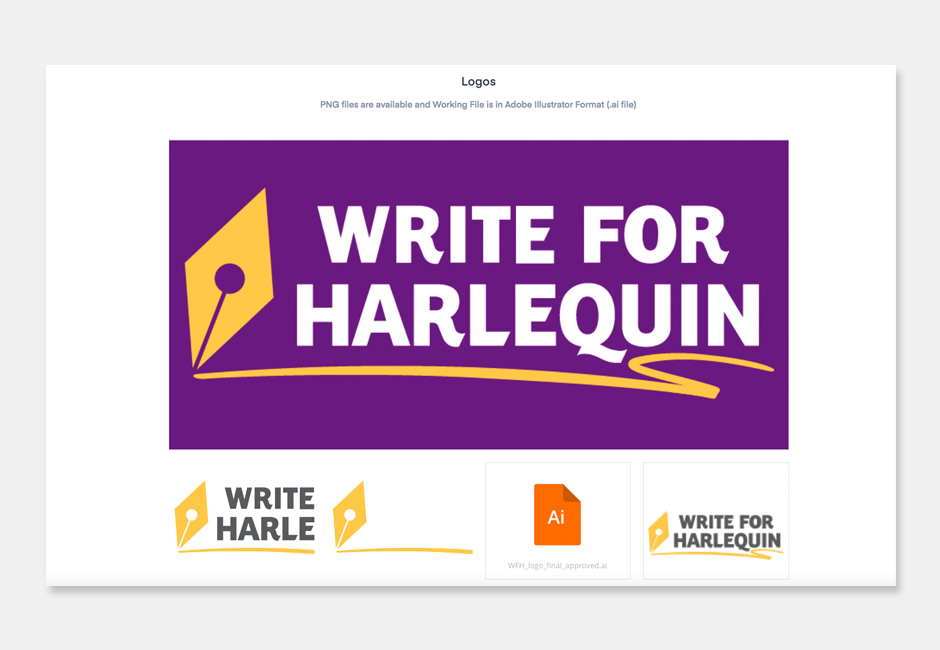 Logos
PNG files are available and Working File is in Adobe Illustrator Format (.ai file)
WRITE FOR
HARLEQUIN
WRITE
HARLE
Ai
WFH_logo_final_approved.ai
WRITE FOR
HARLEQUIN